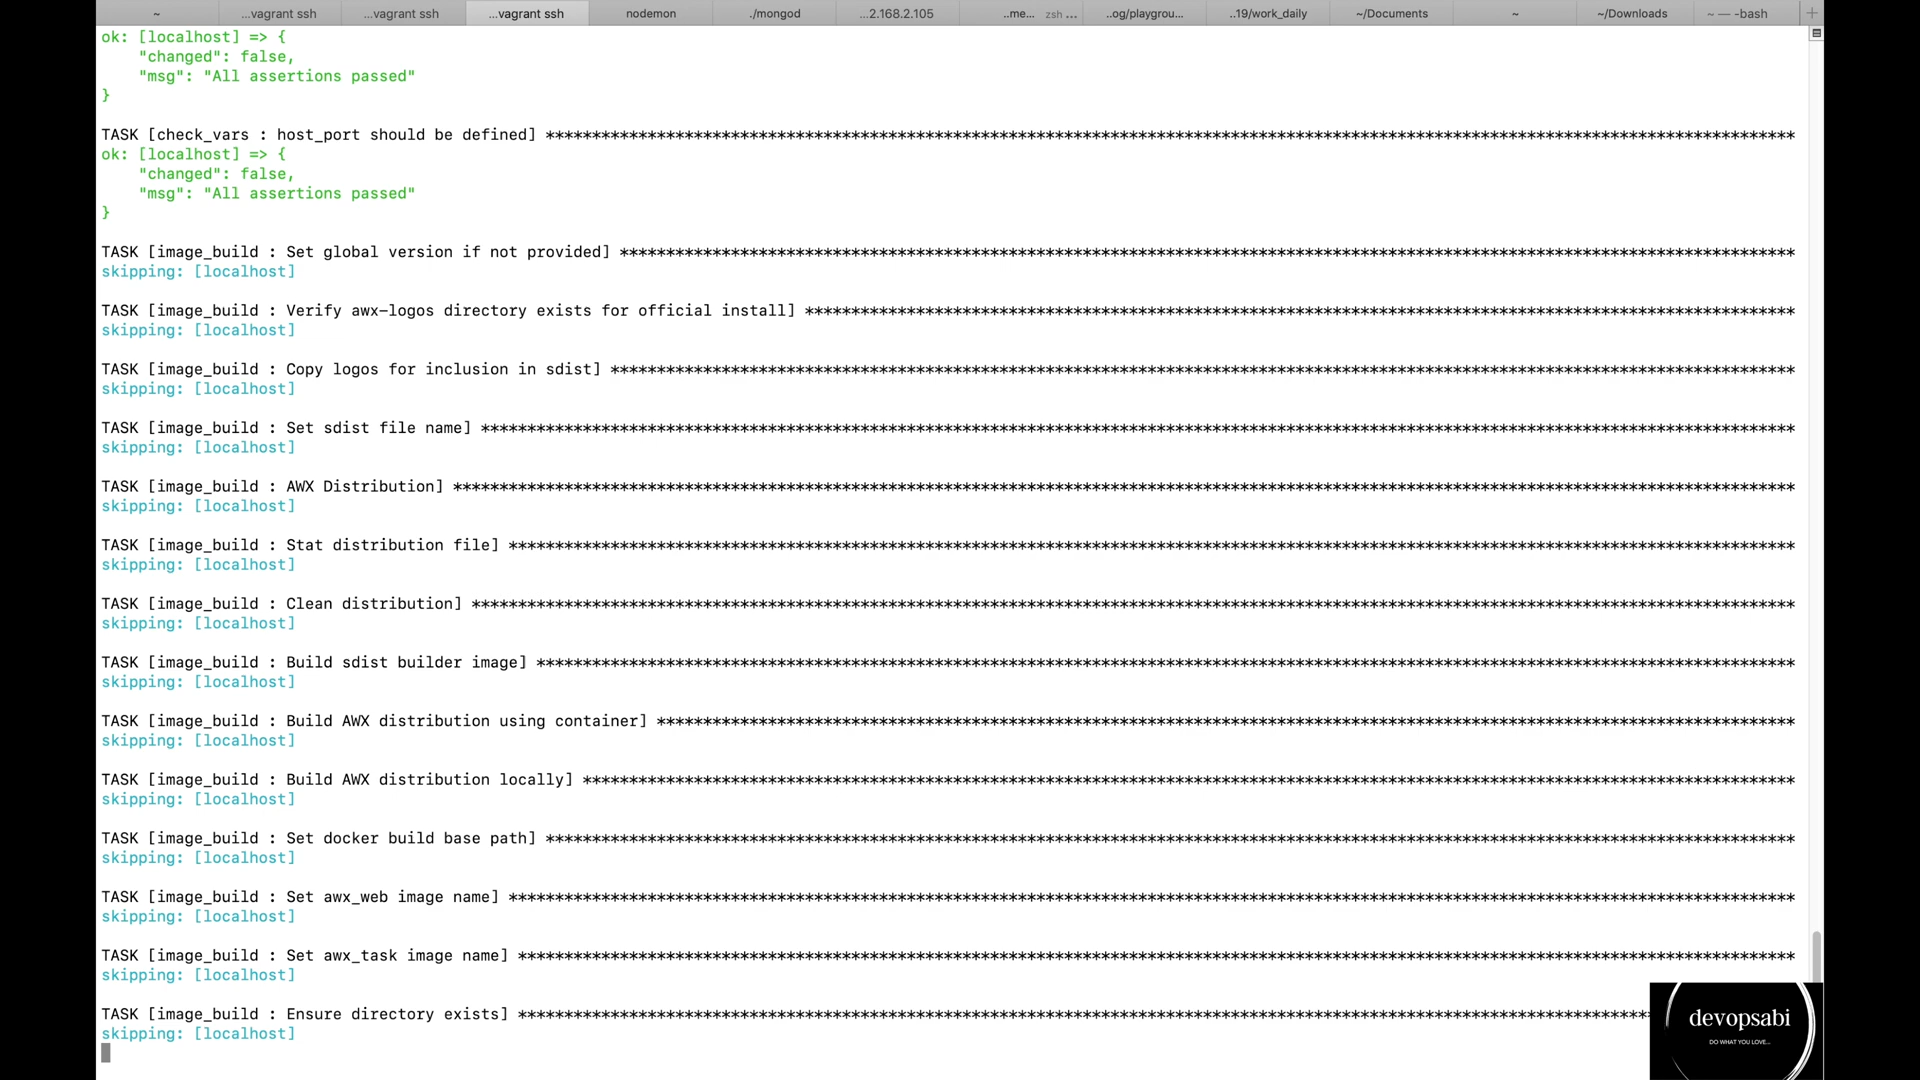 ~ ...vagrant ssh ...vagrant ssh ...vagrant ssh nodemon ./mongod ...2.168.2.105 ..me... zsh ... ..og/playgrou... ..19/work_daily ~/Documents ~ ~/Downloads ~ — -bash
ok: [localhost] => {
    "changed": false,
    "msg": "All assertions passed"
}
TASK [check_vars : host_port should be defined] ****************************************************************************************************************************************
ok: [localhost] => {
    "changed": false,
    "msg": "All assertions passed"
}
TASK [image_build : Set global version if not provided] ********************************************************************************************************************************
skipping: [localhost]
TASK [image_build : Verify awx-logos directory exists for official install] ************************************************************************************************************
skipping: [localhost]
TASK [image_build : Copy logos for inclusion in sdist] *********************************************************************************************************************************
skipping: [localhost]
TASK [image_build : Set sdist file name] ***********************************************************************************************************************************************
skipping: [localhost]
TASK [image_build : AWX Distribution] **************************************************************************************************************************************************
skipping: [localhost]
TASK [image_build : Stat distribution file] ********************************************************************************************************************************************
skipping: [localhost]
TASK [image_build : Clean distribution] ************************************************************************************************************************************************
skipping: [localhost]
TASK [image_build : Build sdist builder image] *****************************************************************************************************************************************
skipping: [localhost]
TASK [image_build : Build AWX distribution using container] ****************************************************************************************************************************
skipping: [localhost]
TASK [image_build : Build AWX distribution locally] ************************************************************************************************************************************
skipping: [localhost]
TASK [image_build : Set docker build base path] ****************************************************************************************************************************************
skipping: [localhost]
TASK [image_build : Set awx_web image name] ********************************************************************************************************************************************
skipping: [localhost]
TASK [image_build : Set awx_task image name] *******************************************************************************************************************************************
skipping: [localhost]
TASK [image_build : Ensure directory exists] ***************************************************************************************************************************
skipping: [localhost]
devopsabi
DO WHAT YOU LOVE...